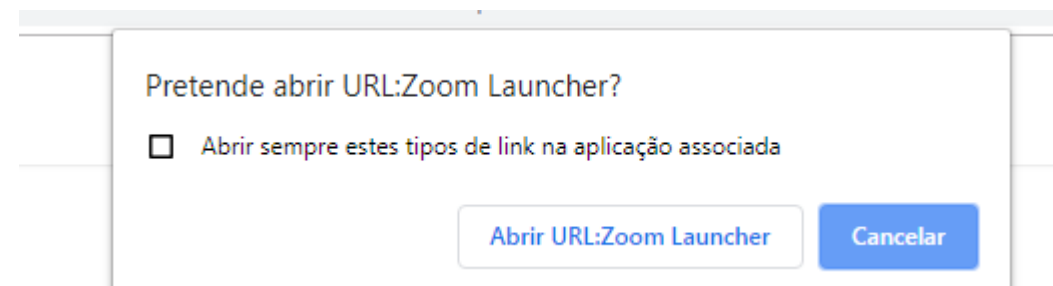 Pretende abrir URL:Zoom Launcher?
Abrir sempre estes tipos de link na aplicação associada
Abrir URL:Zoom Launcher
Cancelar